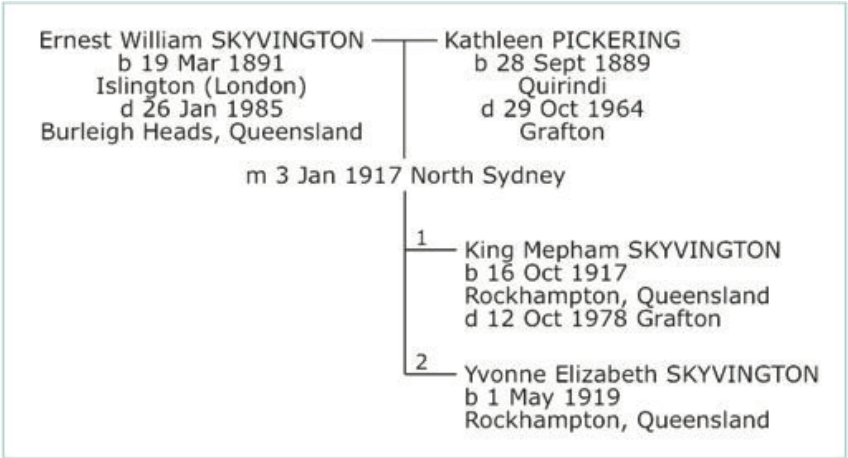 Ernest William SKYVINGTON
b 19 Mar 1891
Islington (London)
d 26 Jan 1985
Burleigh Heads, Queensland
Kathleen PICKERING
b 28 Sept 1889
Quirindi
d 29 Oct 1964
Grafton
m 3 Jan 1917 North Sydney
1
King Mepham SKYVINGTON
b 16 Oct 1917
Rockhampton, Queensland
d 12 Oct 1978 Grafton
2
Yvonne Elizabeth SKYVINGTON
b 1 May 1919
Rockhampton, Queensland